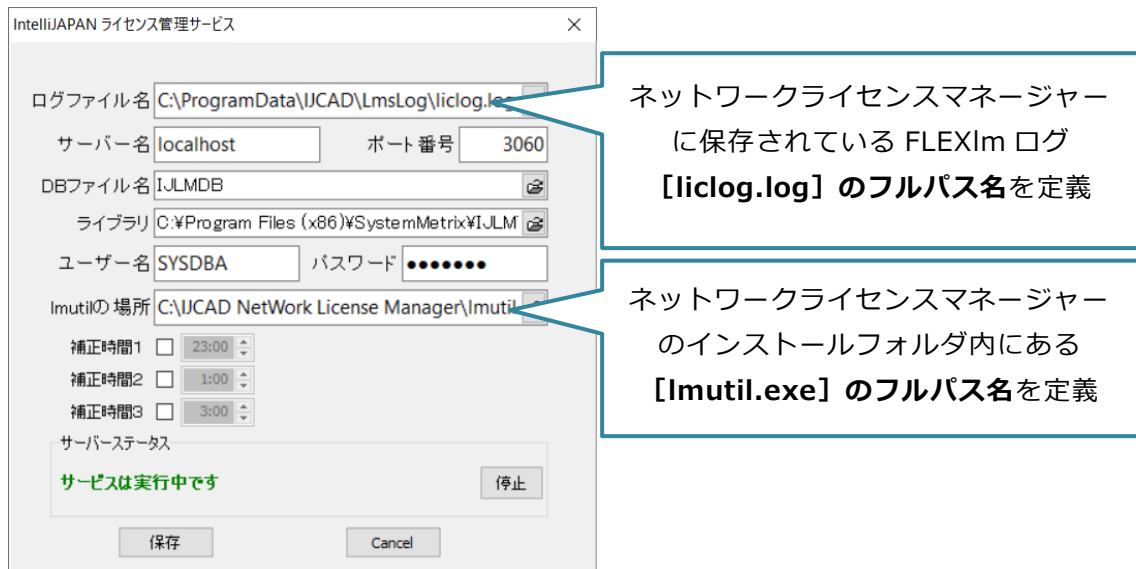 IntelliJAPAN ライセンス管理サービス
ログファイル名 C:\ProgramData\IJCAD\LmsLog\liclog.log
サーバー名 localhost ポート番号 3060
DBファイル名 IJLMDB
ライブラリ C:¥Program Files (x86)¥SystemMetrix¥IJLM
ユーザー名 SYSDBA パスワード ●●●●●●●
lmutilの場所 C:\IJCAD NetWork License Manager\lmutil
補正時間1 23:00
補正時間2 1:00
補正時間3 3:00
サーバーステータス
サービスは実行中です 停止
保存 Cancel
ネットワークライセンスマネージャー
に保存されている FLEXlm ログ
[liclog.log]のフルパス名を定義
ネットワークライセンスマネージャー
のインストールフォルダ内にある
[lmutil.exe]のフルパス名を定義